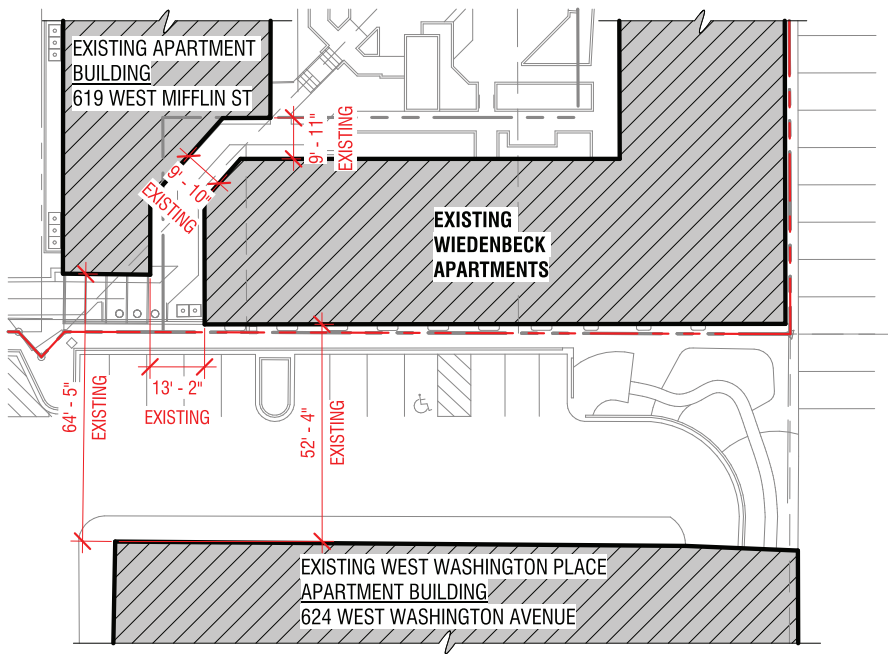 EXISTING APARTMENT
BUILDING
619 WEST MIFFLIN ST
9' - 11"
EXISTING
9' - 10"
EXISTING
EXISTING
WIEDENBECK
APARTMENTS
64' - 5"
EXISTING
13' - 2"
EXISTING
52' - 4"
EXISTING
EXISTING WEST WASHINGTON PLACE
APARTMENT BUILDING
624 WEST WASHINGTON AVENUE